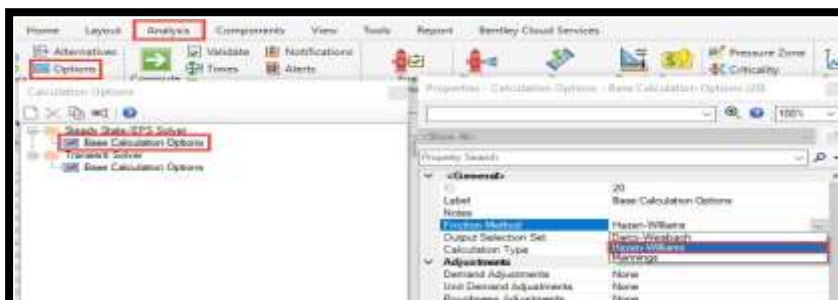 Home Layout Analysis Components View Tools Report Bentley Cloud Services
Alternatives Validate Notifications Pressure Zone
Options Times Alerts Criticality
Compute
Calculation Options
Properties - Calculation Options - Base Calculation Options (20)
100%
Steady State/EPS Solver
Base Calculation Options
Transient Solver
Base Calculation Options
<Show All>
Property Search
<General>
ID 20
Label Base Calculation Options
Notes
Friction Method Hazen-Williams
Output Selection Set Darcy-Weisbach
Hazen-Williams
Calculation Type Mannings
Adjustments
Demand Adjustments None
Unit Demand Adjustments None
Roughness Adjustments None